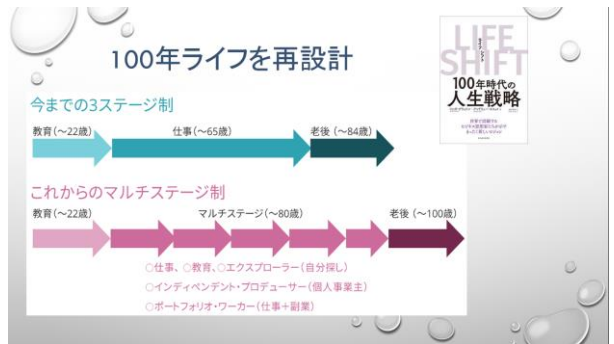 100年ライフを再設計
LIFE
SHIFT
100年時代の
人生戦略
今までの3ステージ制
教育(~22歳)
仕事(~65歳)
老後(~84歳)
これからのマルチステージ制
教育(~22歳)
マルチステージ(~80歳)
老後(~100歳)
○仕事、○教育、○エクスプローラー(自分探し)
○インディペンデント・プロデューサー(個人事業主)
○ポートフォリオ・ワーカー(仕事+副業)